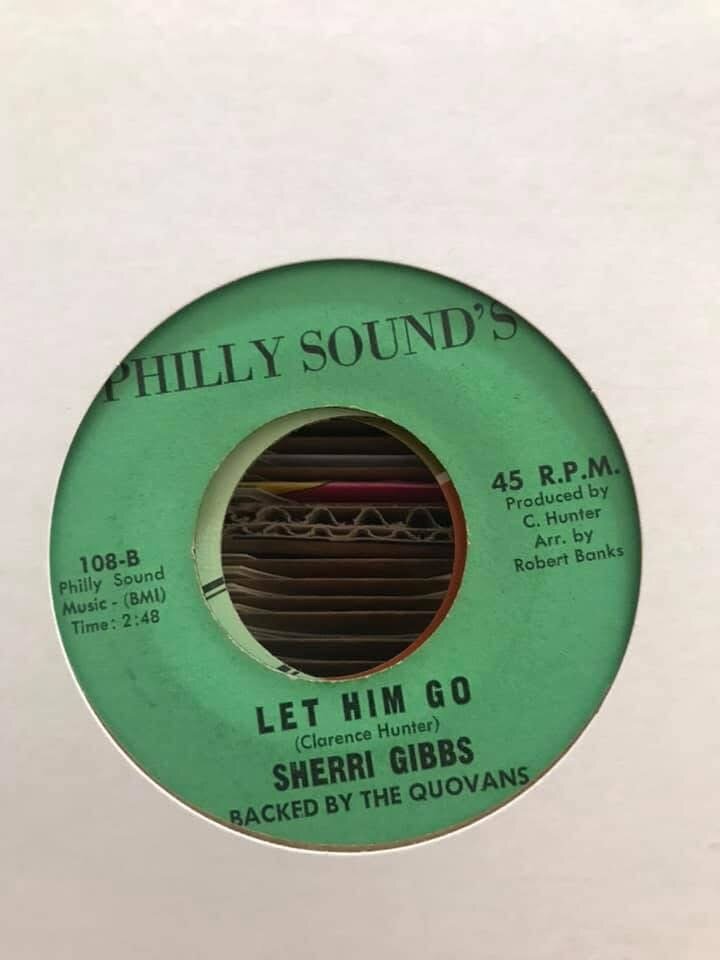 PHILLY SOUND'S
45 R.P.M.
Produced by
C. Hunter
Arr. by
Robert Banks
108-B
Philly Sound
Music - (BMI)
Time: 2:48
LET HIM GO
(Clarence Hunter)
SHERRI GIBBS
BACKED BY THE QUOVANS